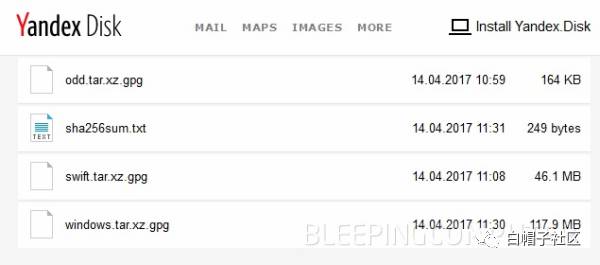 Yandex Disk MAIL MAPS IMAGES MORE Install Yandex.Disk
odd.tar.xz.gpg 14.04.2017 10:59 164 KB
TEXT sha256sum.txt 14.04.2017 11:31 249 bytes
swift.tar.xz.gpg 14.04.2017 11:08 46.1 MB
windows.tar.xz.gpg 14.04.2017 11:30 117.9 MB
白帽子社区